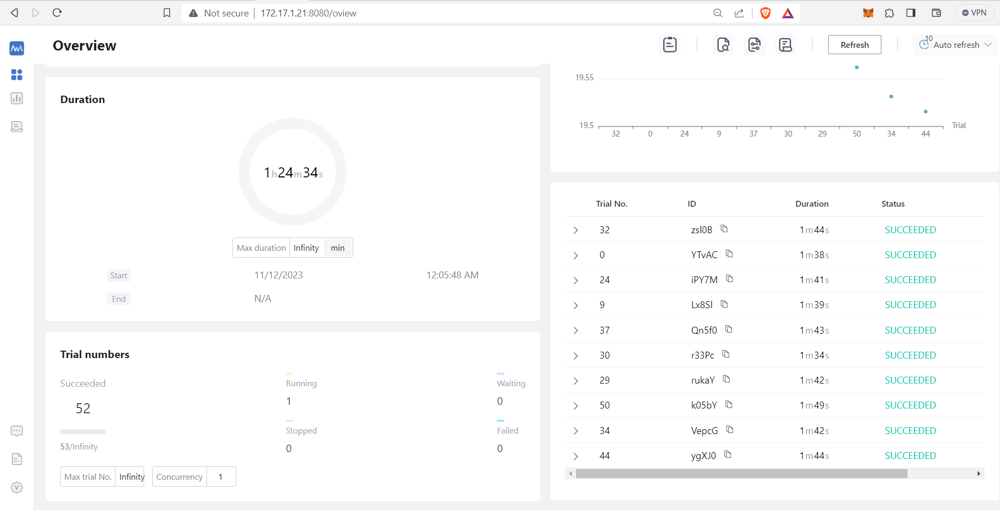 Not secure | 172.17.1.21:8080/oview
VPN
Overview
Refresh
10
Auto refresh
Duration
1h24m34s
Max duration Infinity min
Start 11/12/2023 12:05:48 AM
End N/A
Trial numbers
Succeeded
52
53/Infinity
Running
1
Waiting
0
Stopped
0
Failed
0
Max trial No. Infinity
Concurrency 1
19.55
19.5
32 0 24 9 37 30 29 50 34 44
Trial
Trial No. ID Duration Status
32 zsl0B 1m44s SUCCEEDED
0 YTvAC 1m38s SUCCEEDED
24 iPY7M 1m41s SUCCEEDED
9 Lx8Sl 1m39s SUCCEEDED
37 Qn5f0 1m43s SUCCEEDED
30 r33Pc 1m34s SUCCEEDED
29 rukaY 1m42s SUCCEEDED
50 k05bY 1m49s SUCCEEDED
34 VepcG 1m42s SUCCEEDED
44 ygXJ0 1m44s SUCCEEDED